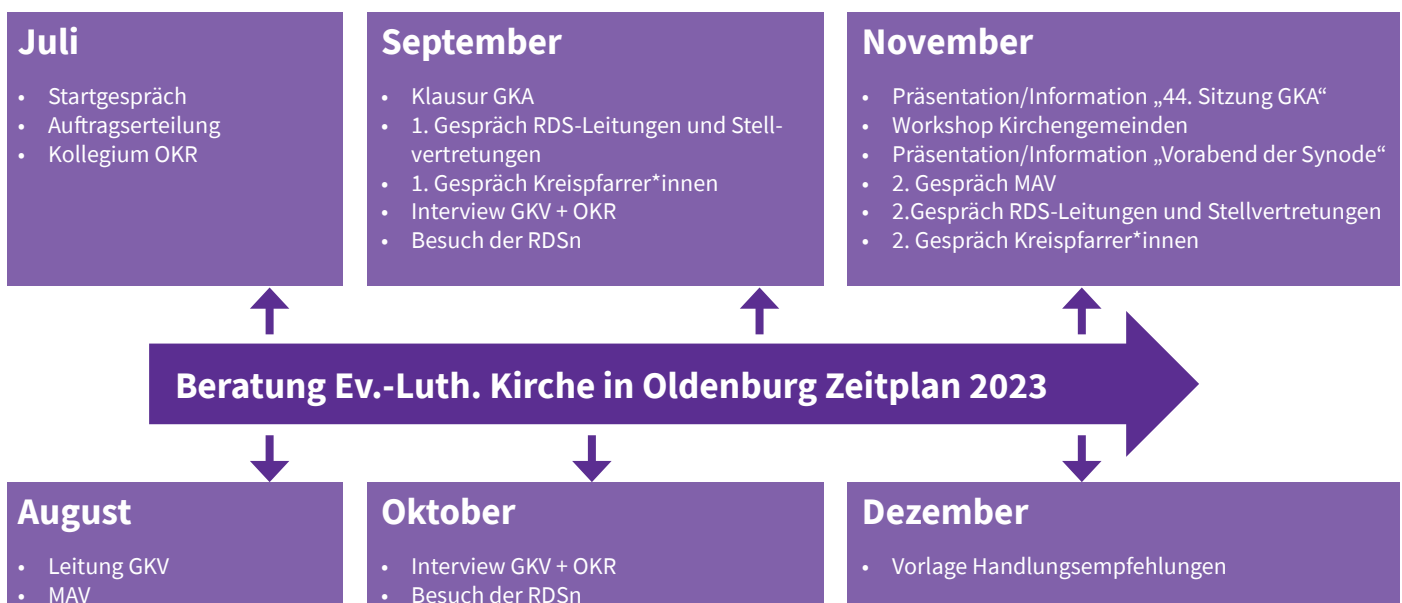 Juli
• Startgespräch
• Auftragserteilung
• Kollegium OKR
September
• Klausur GKA
• 1. Gespräch RDS-Leitungen und Stell-
vertretungen
• 1. Gespräch Kreispfarrer*innen
• Interview GKV + OKR
• Besuch der RDSn
November
• Präsentation/Information „44. Sitzung GKA“
• Workshop Kirchengemeinden
• Präsentation/Information „Vorabend der Synode“
• 2. Gespräch MAV
• 2.Gespräch RDS-Leitungen und Stellvertretungen
• 2. Gespräch Kreispfarrer*innen
Beratung Ev.-Luth. Kirche in Oldenburg Zeitplan 2023
August
• Leitung GKV
• MAV
Oktober
• Interview GKV + OKR
• Besuch der RDSn
Dezember
• Vorlage Handlungsempfehlungen